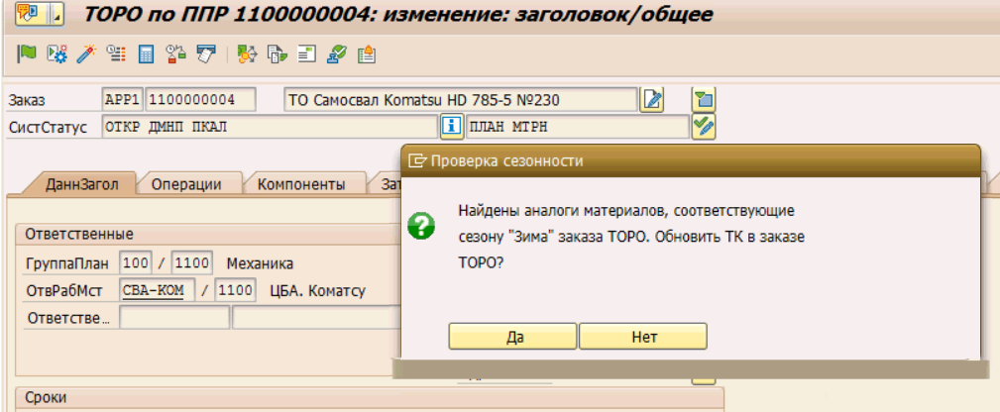 ТОРО по ППР 1100000004: изменение: заголовок/общее
Заказ APP1 1100000004 ТО Самосвал Komatsu HD 785-5 №230
СистСтатус ОТКР ДМНП ПКАЛ ПЛАН МТРН
Проверка сезонности
ДаннЗагол Операции Компоненты Зат
Найдены аналоги материалов, соответствующие
сезону "Зима" заказа ТОРО. Обновить ТК в заказе
ТОРО?
Ответственные
ГруппаПлан 100 / 1100 Механика
ОтвРабМст СВА-КОМ / 1100 ЦБА. Коматсу
Ответстве...
Да Нет
Сроки